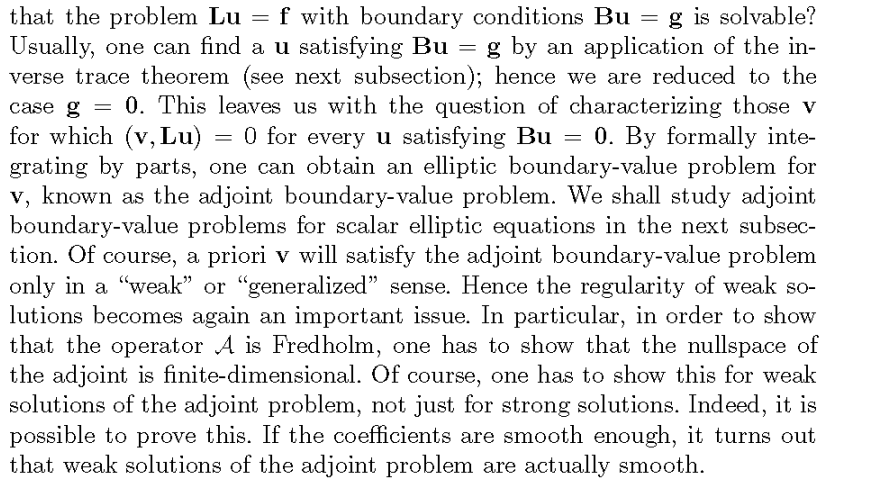 that the problem Lu = f with boundary conditions Bu = g is solvable?
Usually, one can find a u satisfying Bu = g by an application of the in-
verse trace theorem (see next subsection); hence we are reduced to the
case g = 0. This leaves us with the question of characterizing those v
for which (v, Lu) = 0 for every u satisfying Bu = 0. By formally inte-
grating by parts, one can obtain an elliptic boundary-value problem for
v, known as the adjoint boundary-value problem. We shall study adjoint
boundary-value problems for scalar elliptic equations in the next subsec-
tion. Of course, a priori v will satisfy the adjoint boundary-value problem
only in a “weak” or “generalized” sense. Hence the regularity of weak so-
lutions becomes again an important issue. In particular, in order to show
that the operator 𝒜 is Fredholm, one has to show that the nullspace of
the adjoint is finite-dimensional. Of course, one has to show this for weak
solutions of the adjoint problem, not just for strong solutions. Indeed, it is
possible to prove this. If the coefficients are smooth enough, it turns out
that weak solutions of the adjoint problem are actually smooth.